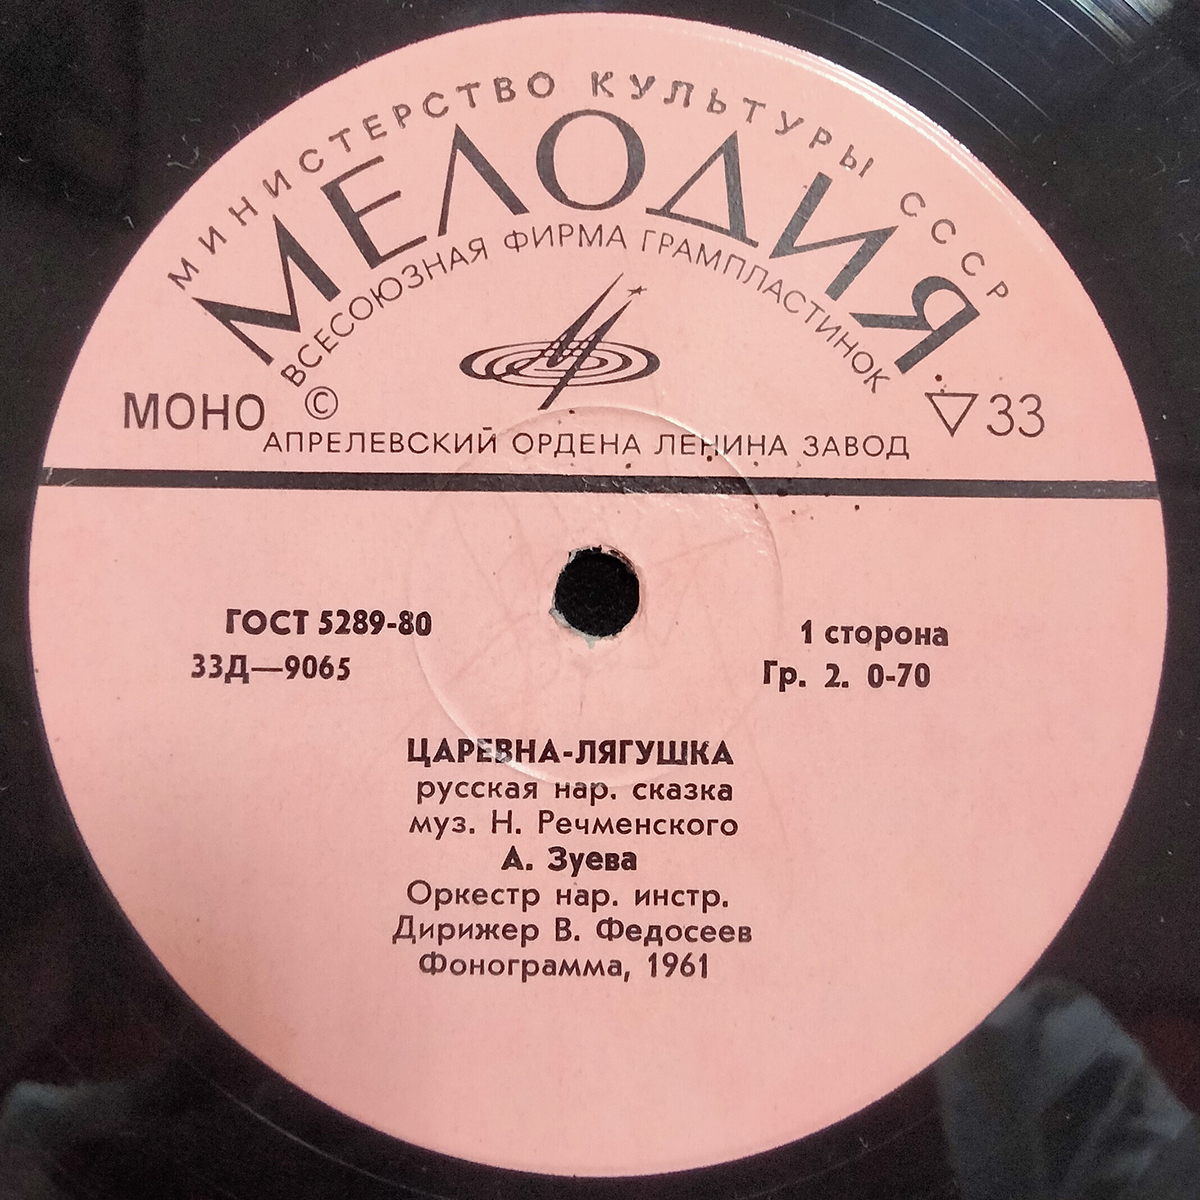 МИНИСТЕРСТВО КУЛЬТУРЫ СССР
МЕЛОДИЯ
ВСЕСОЮЗНАЯ ФИРМА ГРАМПЛАСТИНОК
МОНО
©
33
АПРЕЛЕВСКИЙ ОРДЕНА ЛЕНИНА ЗАВОД
ГОСТ 5289-80
33Д—9065
1 сторона
Гр. 2. 0-70
ЦАРЕВНА-ЛЯГУШКА
русская нар. сказка
муз. Н. Речменского
А. Зуева
Оркестр нар. инстр.
Дирижер В. Федосеев
Фонограмма, 1961